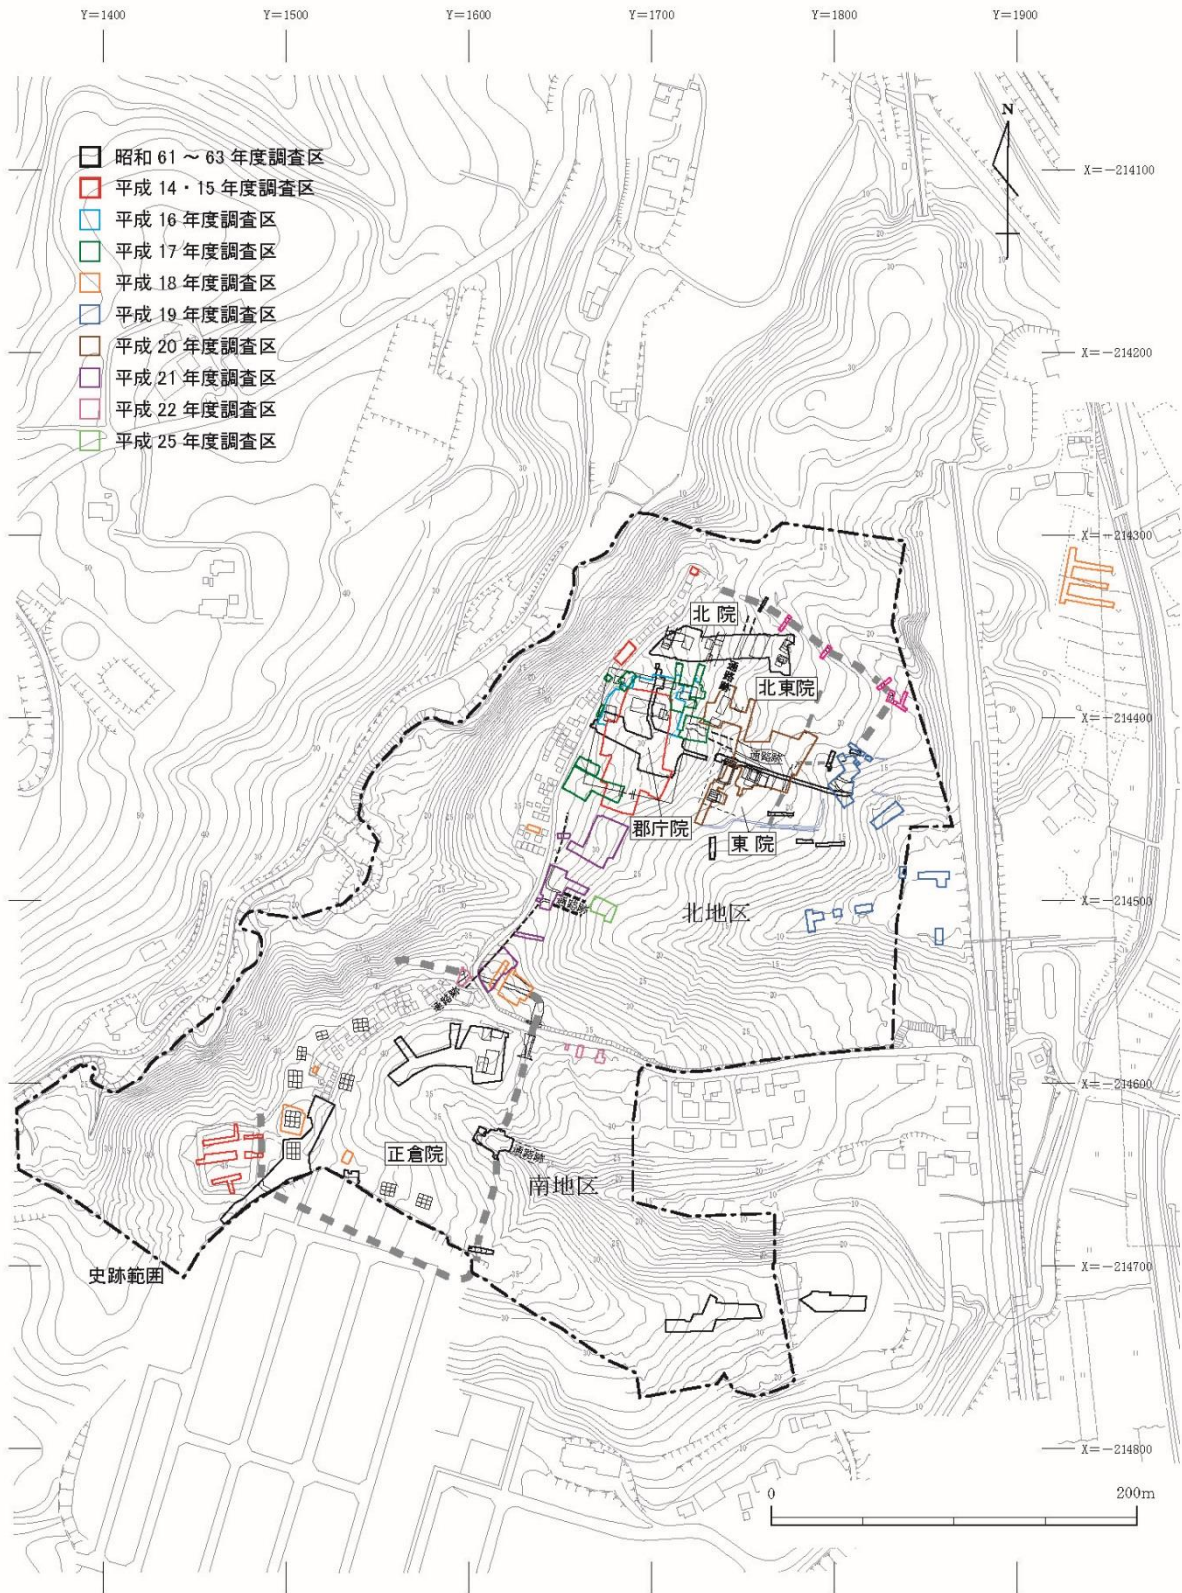 Y=1400
Y=1500
Y=1600
Y=1700
Y=1800
Y=1900
N
X=-214100
X=-214200
X=-214300
X=-214400
X=-214500
X=-214600
X=-214700
X=-214800
昭和 61 ～ 63 年度調査区
平成 14・15 年度調査区
平成 16 年度調査区
平成 17 年度調査区
平成 18 年度調査区
平成 19 年度調査区
平成 20 年度調査区
平成 21 年度調査区
平成 22 年度調査区
平成 25 年度調査区
北 院
通路跡
北東院
通路跡
郡庁院
東 院
通路跡
北地区
通路跡
正倉院
通路跡
南地区
史跡範囲
0
200m